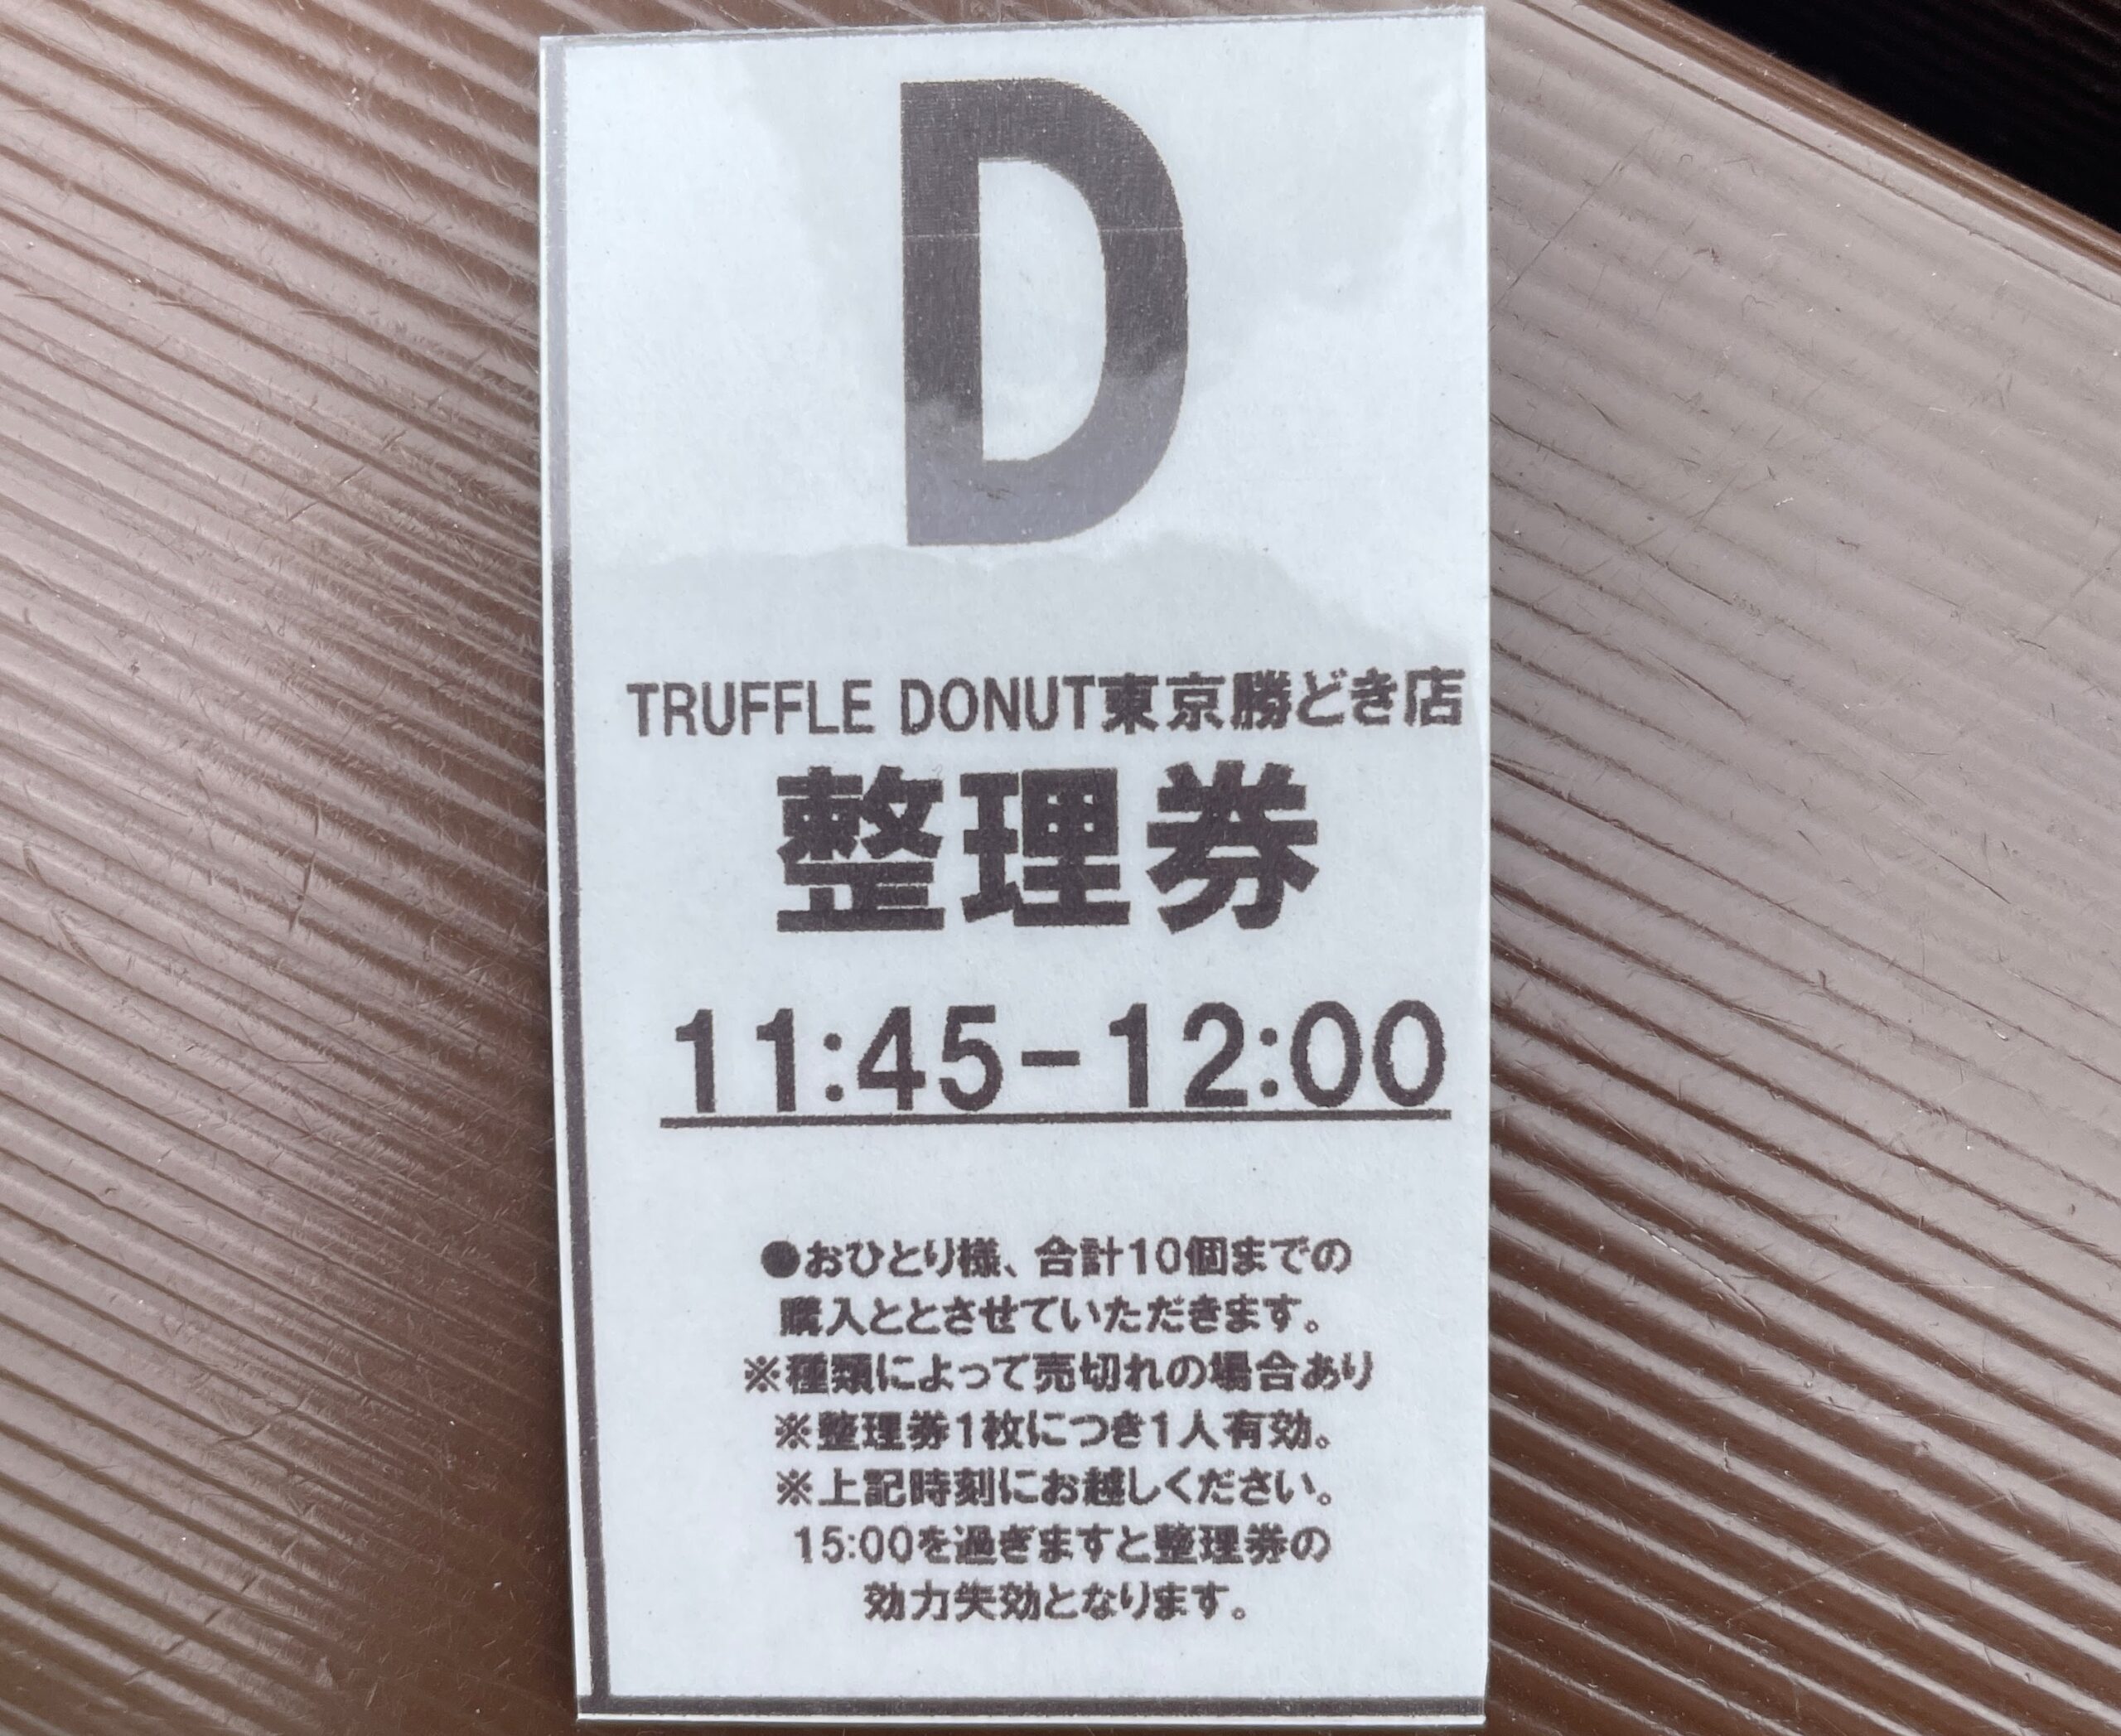 D
TRUFFLE DONUT東京勝どき店
整理券
11:45-12:00
●おひとり様、合計10個までの
購入ととさせていただきます。
※種類によって売切れの場合あり
※整理券1枚につき1人有効。
※上記時刻にお越しください。
15:00を過ぎますと整理券の
効力失効となります。